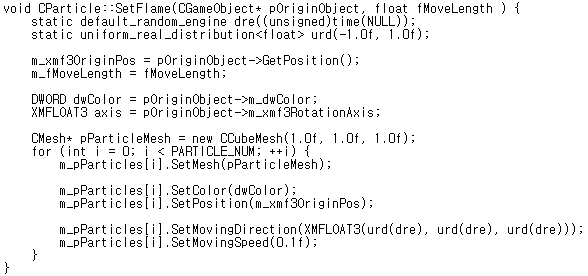 void CParticle::SetFlame(CGameObject* pOriginObject, float fMoveLength ) {
    static default_random_engine dre((unsigned)time(NULL));
    static uniform_real_distribution<float> urd(-1.0f, 1.0f);

    m_xmf3OriginPos = pOriginObject->GetPosition();
    m_fMoveLength = fMoveLength;

    DWORD dwColor = pOriginObject->m_dwColor;
    XMFLOAT3 axis = pOriginObject->m_xmf3RotationAxis;

    CMesh* pParticleMesh = new CCubeMesh(1.0f, 1.0f, 1.0f);
    for (int i = 0; i < PARTICLE_NUM; ++i) {
        m_pParticles[i].SetMesh(pParticleMesh);

        m_pParticles[i].SetColor(dwColor);
        m_pParticles[i].SetPosition(m_xmf3OriginPos);

        m_pParticles[i].SetMovingDirection(XMFLOAT3(urd(dre), urd(dre), urd(dre)));
        m_pParticles[i].SetMovingSpeed(0.1f);
    }
}